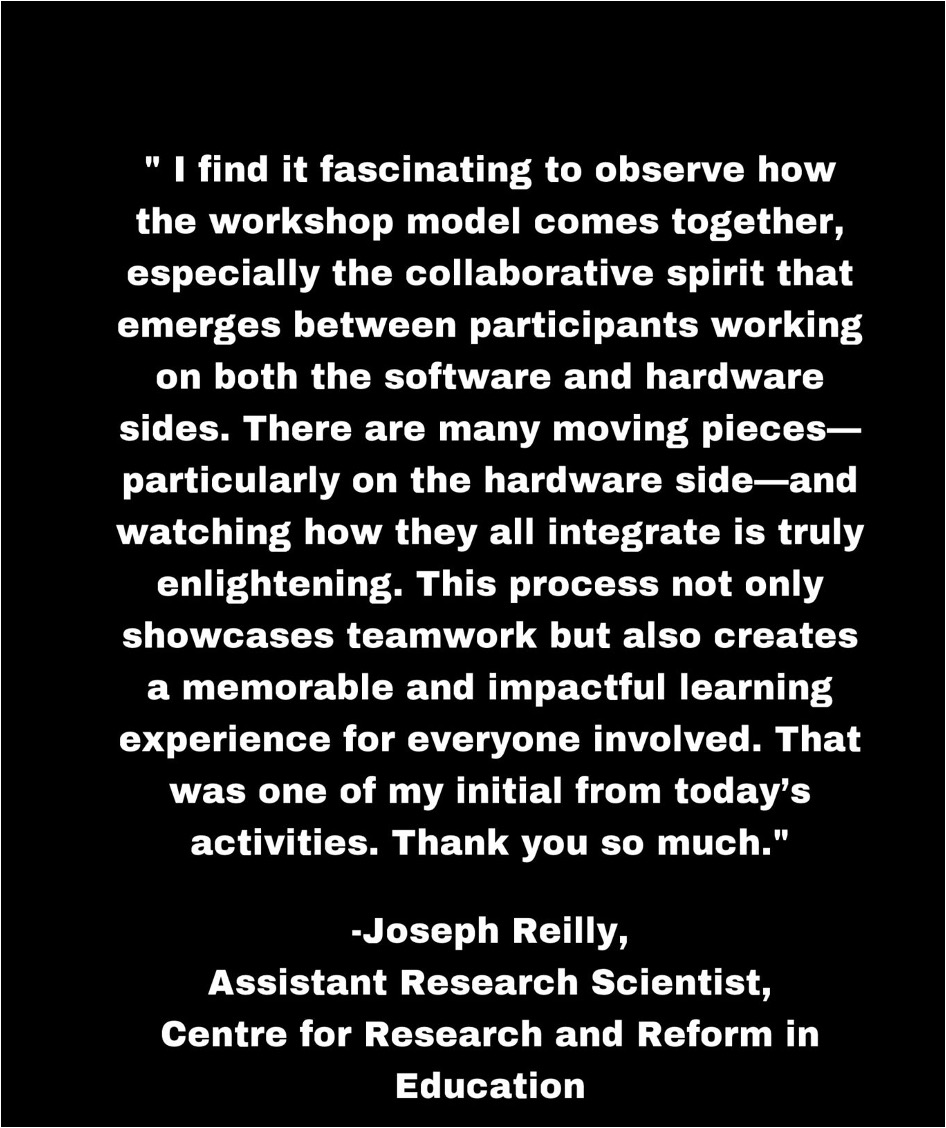 " I find it fascinating to observe how
the workshop model comes together,
especially the collaborative spirit that
emerges between participants working
on both the software and hardware
sides. There are many moving pieces—
particularly on the hardware side—and
watching how they all integrate is truly
enlightening. This process not only
showcases teamwork but also creates
a memorable and impactful learning
experience for everyone involved. That
was one of my initial from today’s
activities. Thank you so much."
-Joseph Reilly,
Assistant Research Scientist,
Centre for Research and Reform in
Education